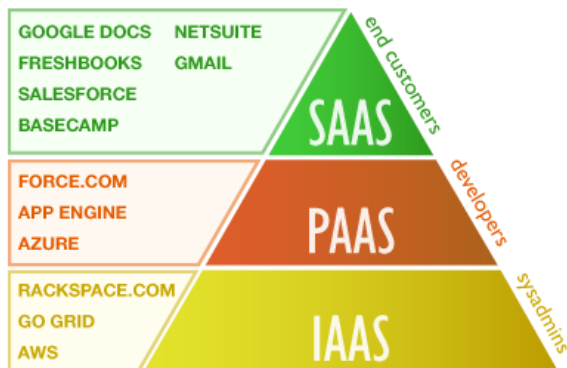 GOOGLE DOCS NETSUITE
FRESHBOOKS GMAIL
SALESFORCE
BASECAMP
SAAS
end customers
FORCE.COM
APP ENGINE
AZURE
PAAS
developers
RACKSPACE.COM
GO GRID
AWS
IAAS
sysadmins